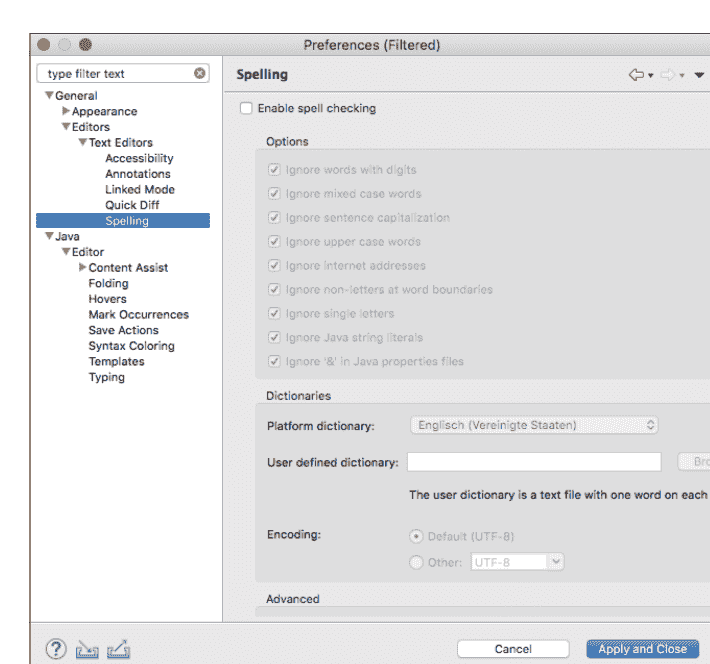 Preferences (Filtered)
type filter text
General
Appearance
Editors
Text Editors
Accessibility
Annotations
Linked Mode
Quick Diff
Spelling
Java
Editor
Content Assist
Folding
Hovers
Mark Occurrences
Save Actions
Syntax Coloring
Templates
Typing
Spelling
Enable spell checking
Options
Ignore words with digits
Ignore mixed case words
Ignore sentence capitalization
Ignore upper case words
Ignore internet addresses
Ignore non-letters at word boundaries
Ignore single letters
Ignore Java string literals
Ignore '&' in Java properties files
Dictionaries
Platform dictionary: Englisch (Vereinigte Staaten)
User defined dictionary: Bro
The user dictionary is a text file with one word on each
Encoding: Default (UTF-8)
Other: UTF-8
Advanced
Cancel Apply and Close